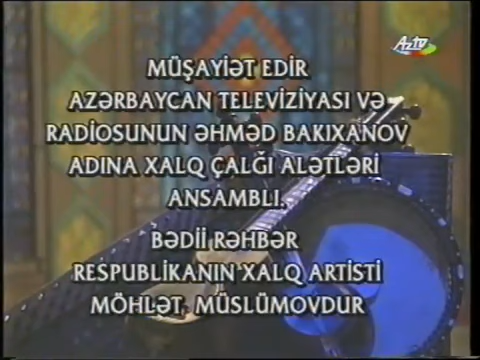 AzTV
MÜŞAYİƏT EDİR
AZƏRBAYCAN TELEVİZİYASI VƏ
RADİOSUNUN ƏHMƏD BAKIXANOV
ADINA XALQ ÇALĞI ALƏTLƏRİ
ANSAMBLI.
BƏDİİ RƏHBƏR
RESPUBLİKANIN XALQ ARTİSTİ
MÖHLƏT MÜSLÜMOVDUR